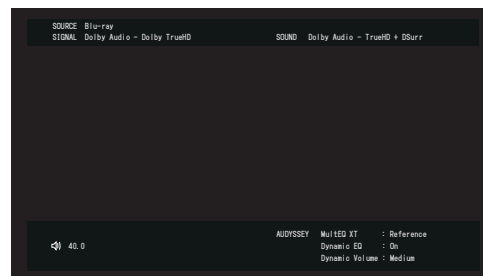 SOURCE Blu-ray
SIGNAL Dolby Audio - Dolby TrueHD SOUND Dolby Audio - TrueHD + DSurr
AUDYSSEY MultEQ XT : Reference
40.0 Dynamic EQ : On
Dynamic Volume : Medium